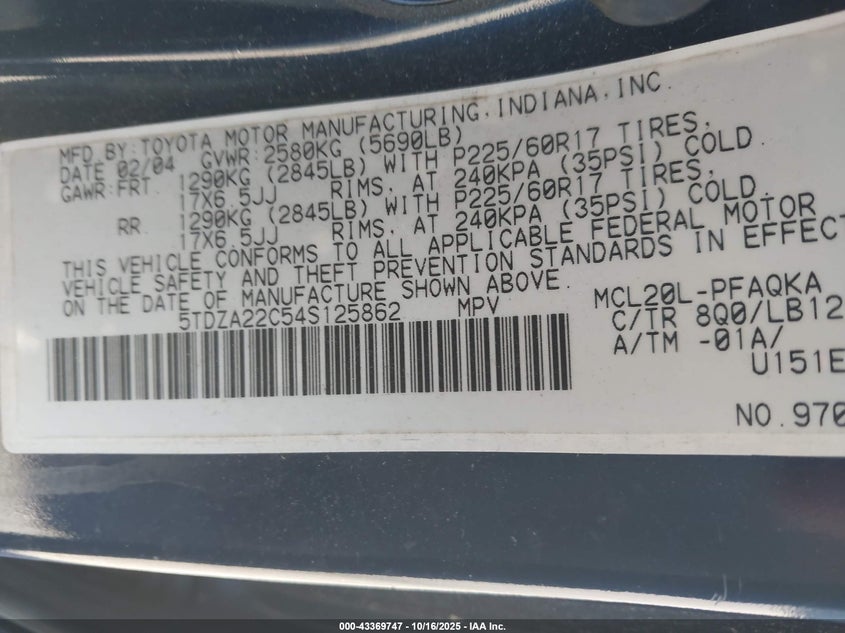 MFD.BY:TOYOTA MOTOR MANUFACTURING,INDIANA,INC.
DATE 02/04 GVWR:2580KG (5690LB)
GAWR:FRT. 1290KG (2845LB) WITH P225/60R17 TIRES,
17X6.5JJ RIMS, AT 240KPA (35PSI) COLD
RR. 1290KG (2845LB) WITH P225/60R17 TIRES,
17X6.5JJ RIMS, AT 240KPA (35PSI) COLD.
THIS VEHICLE CONFORMS TO ALL APPLICABLE FEDERAL MOTOR
VEHICLE SAFETY AND THEFT PREVENTION STANDARDS IN EFFECT
ON THE DATE OF MANUFACTURE SHOWN ABOVE.
5TDZA22C54S125862 MPV
MCL20L-PFAQKA
C/TR 8Q0/LB12
A/TM -01A/
U151E
NO.970
000-43369747 - 10/16/2025 - IAA Inc.